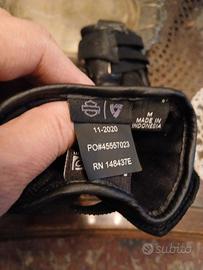 11-2020
PO#45557023
RN 148437E
M
MADE IN
INDONESIA
subito